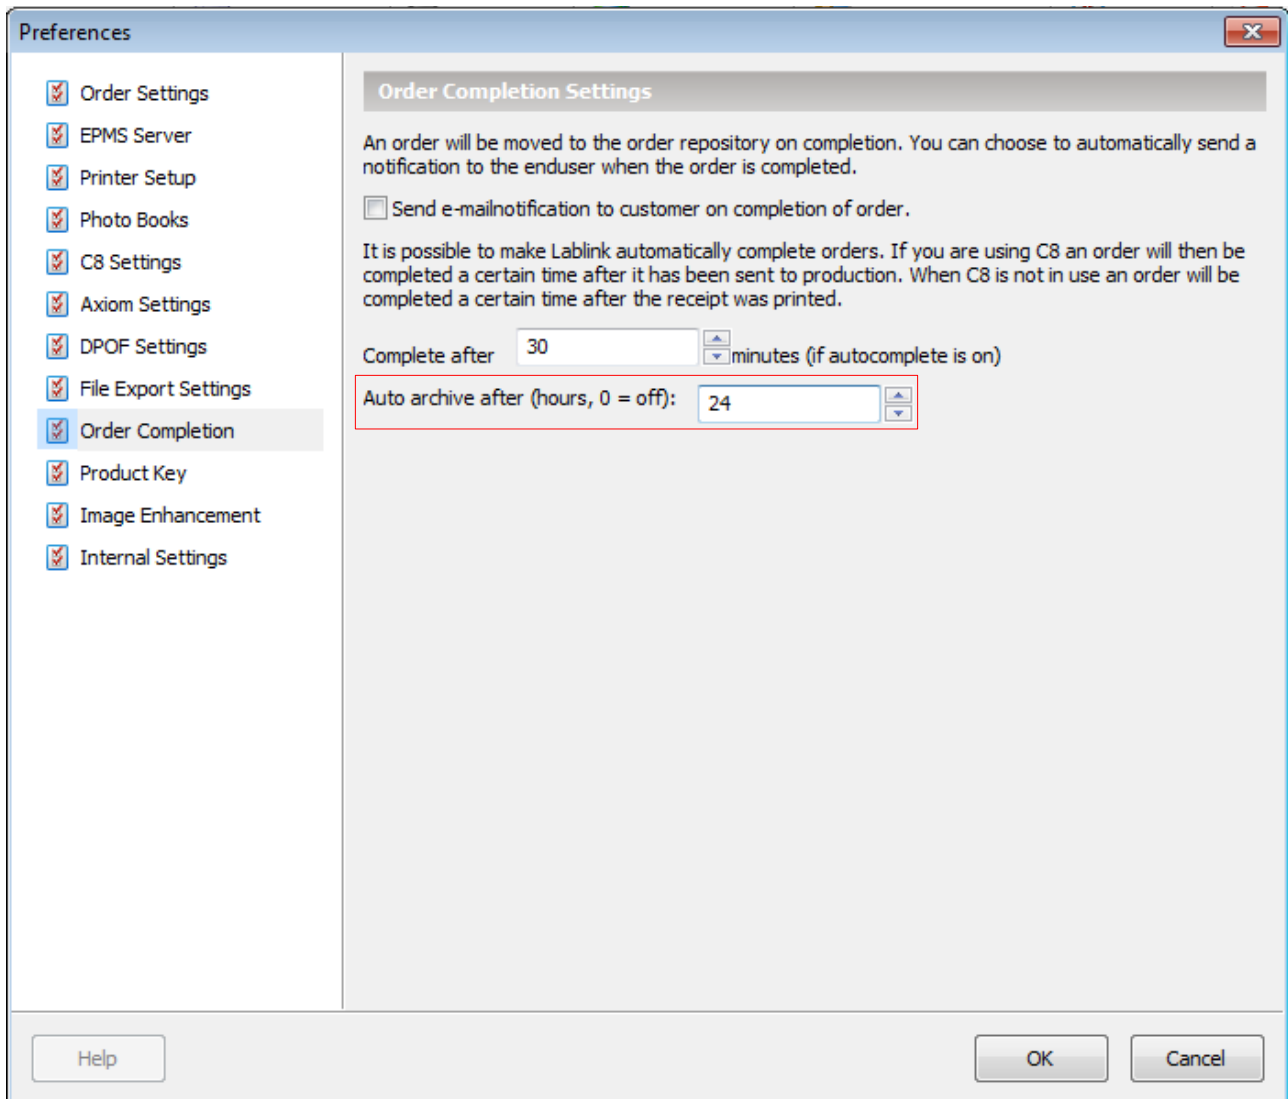 Preferences
Order Settings
EPMS Server
Printer Setup
Photo Books
C8 Settings
Axiom Settings
DPOF Settings
File Export Settings
Order Completion
Product Key
Image Enhancement
Internal Settings
Order Completion Settings
An order will be moved to the order repository on completion. You can choose to automatically send a
notification to the enduser when the order is completed.
Send e-mailnotification to customer on completion of order.
It is possible to make Lablink automatically complete orders. If you are using C8 an order will then be
completed a certain time after it has been sent to production. When C8 is not in use an order will be
completed a certain time after the receipt was printed.
Complete after 30 minutes (if autocomplete is on)
Auto archive after (hours, 0 = off): 24
Help OK Cancel